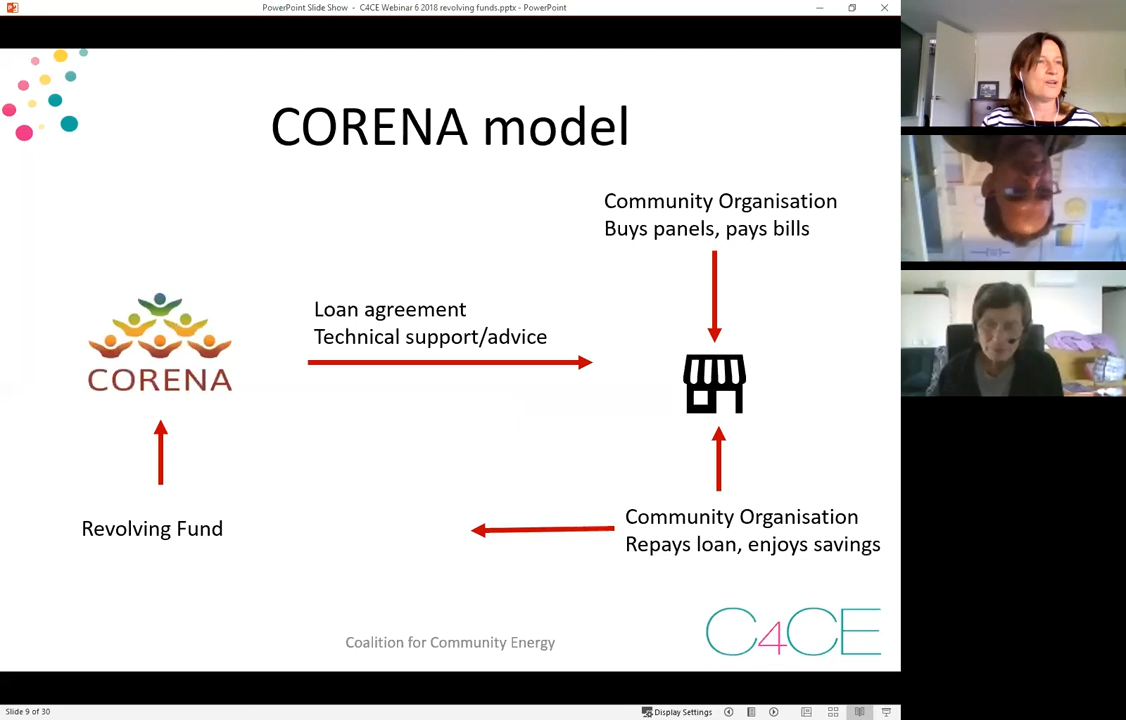 PowerPoint Slide Show - C4CE Webinar 6 2018 revolving funds.pptx - PowerPoint
CORENA model
Community Organisation
Buys panels, pays bills
Loan agreement
Technical support/advice
CORENA
Revolving Fund
Community Organisation
Repays loan, enjoys savings
Coalition for Community Energy
C4CE
Slide 9 of 30
Display Settings